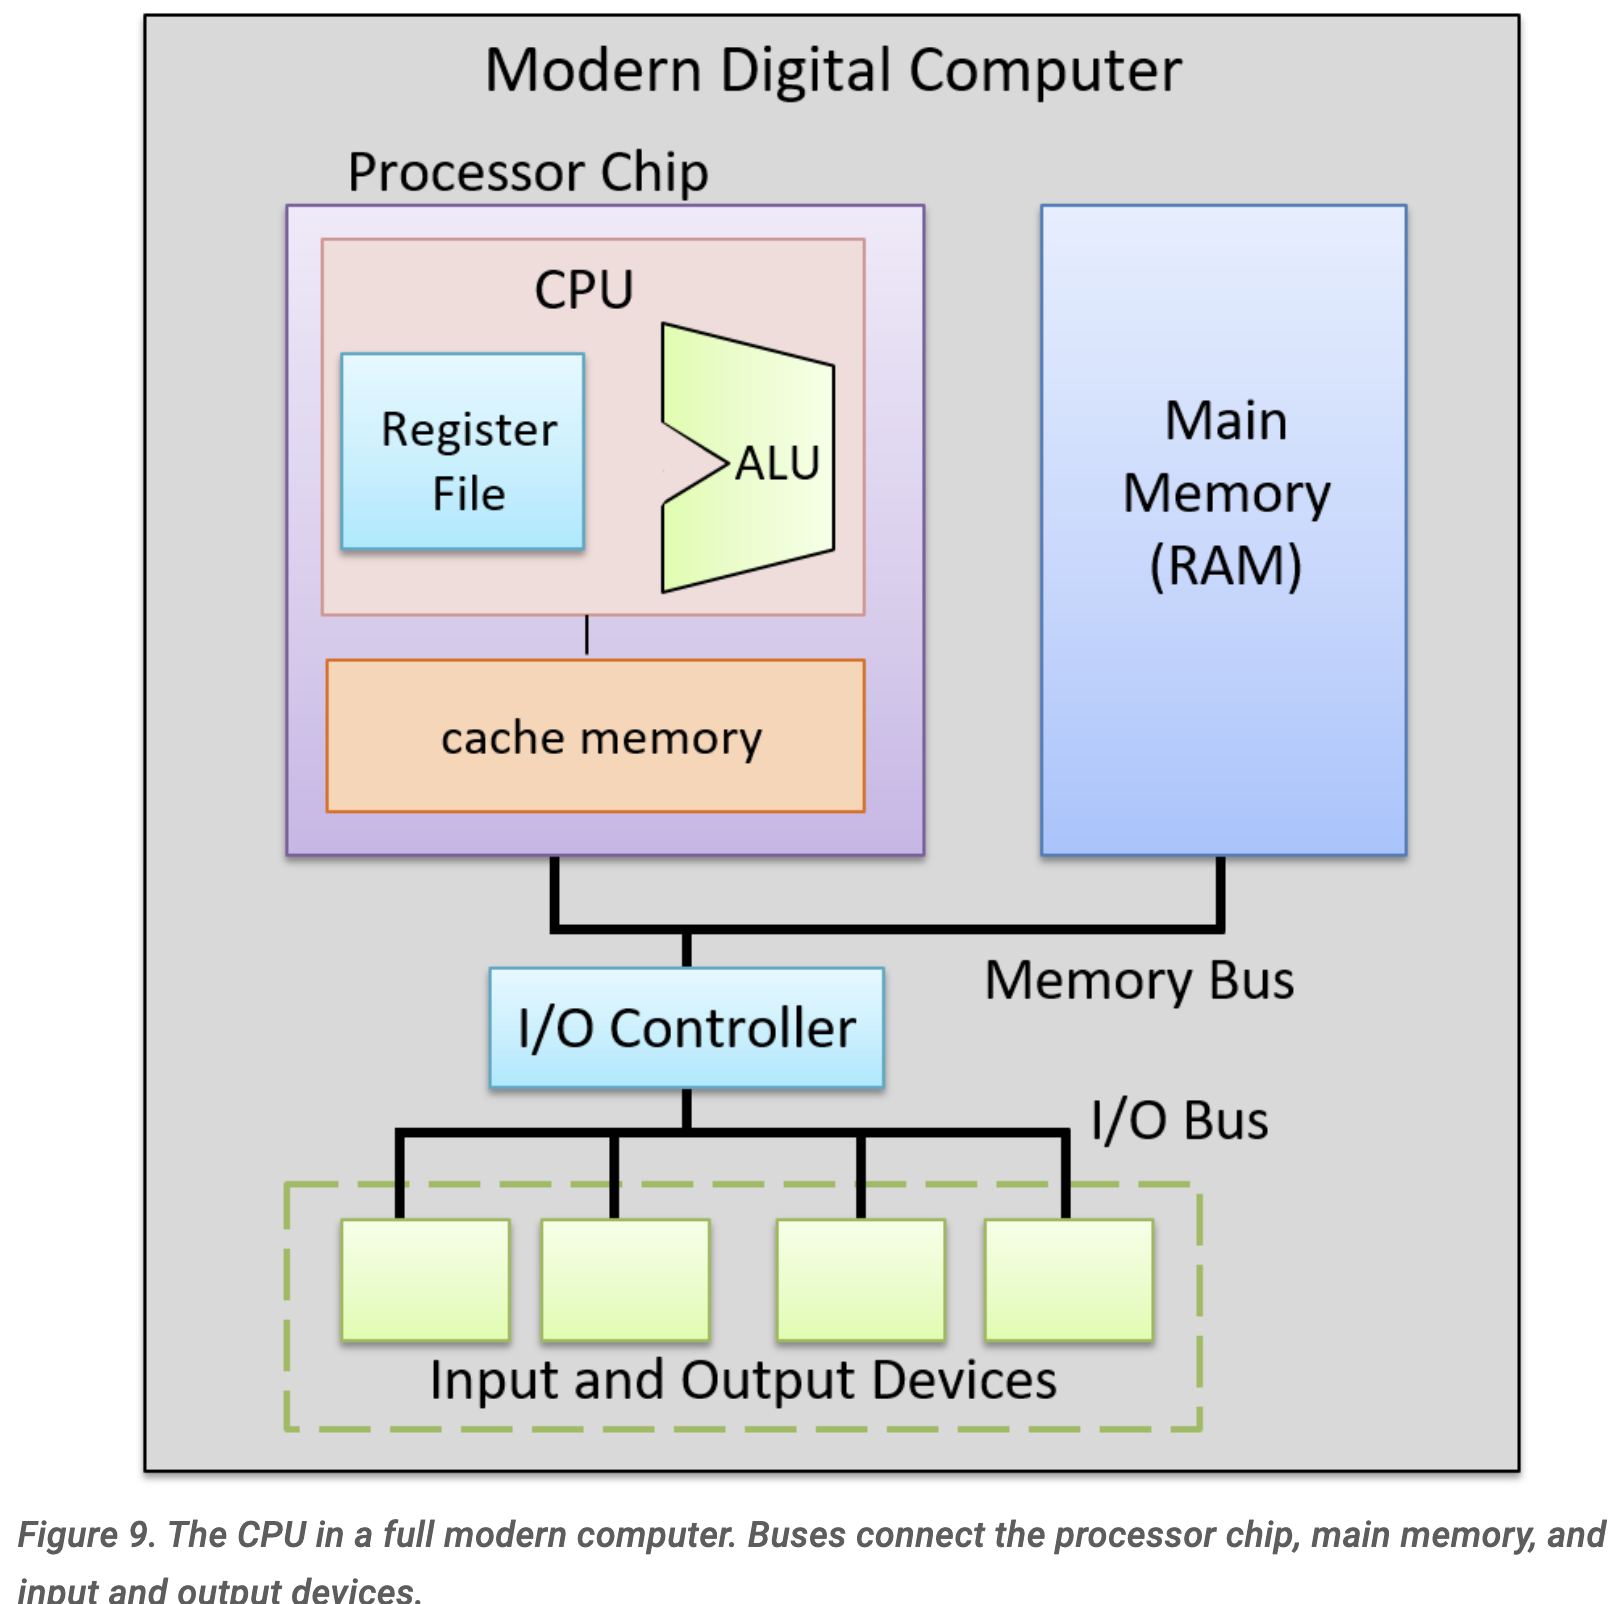 Modern Digital Computer
Processor Chip
CPU
Register
File
ALU
cache memory
Main
Memory
(RAM)
Memory Bus
I/O Controller
I/O Bus
Input and Output Devices
Figure 9. The CPU in a full modern computer. Buses connect the processor chip, main memory, and
input and output devices.